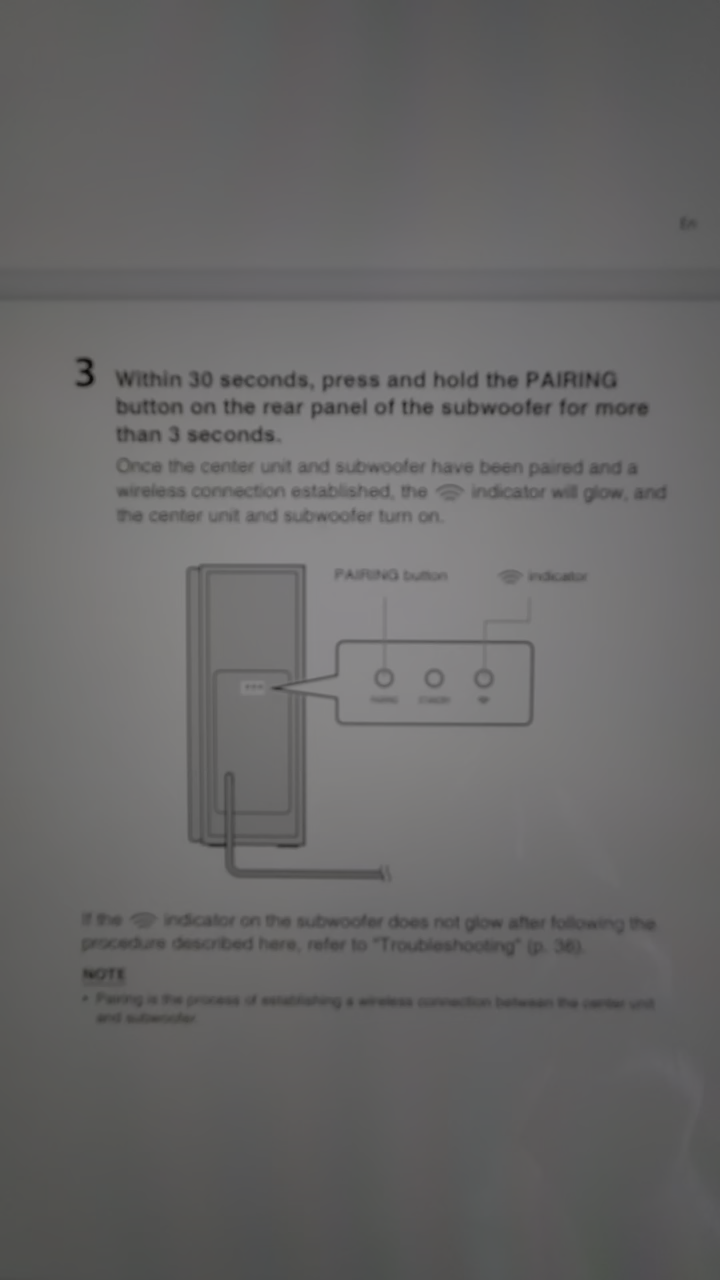 En
3 Within 30 seconds, press and hold the PAIRING
button on the rear panel of the subwoofer for more
than 3 seconds.
Once the center unit and subwoofer have been paired and a
wireless connection established, the indicator will glow, and
the center unit and subwoofer turn on.
PAIRING button indicator
PAIRING STANDBY
If the indicator on the subwoofer does not glow after following the
procedure described here, refer to "Troubleshooting" (p. 36).
NOTE
• Pairing is the process of establishing a wireless connection between the center unit
and subwoofer.